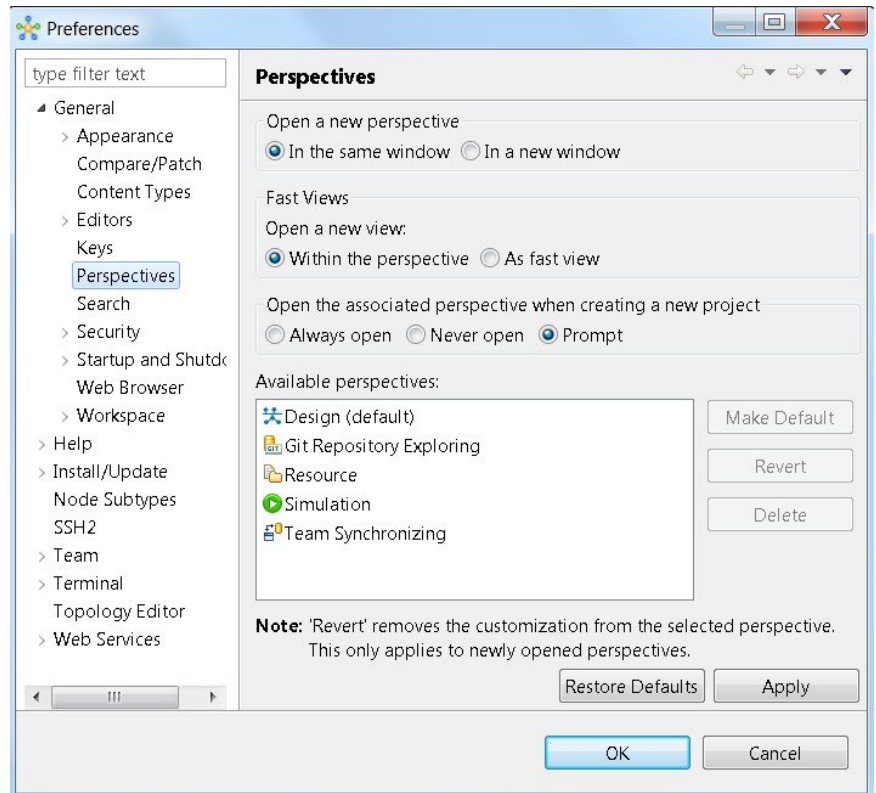 Preferences
type filter text
General
Appearance
Compare/Patch
Content Types
Editors
Keys
Perspectives
Search
Security
Startup and Shutdo
Web Browser
Workspace
Help
Install/Update
Node Subtypes
SSH2
Team
Terminal
Topology Editor
Web Services
Perspectives
Open a new perspective
In the same window In a new window
Fast Views
Open a new view:
Within the perspective As fast view
Open the associated perspective when creating a new project
Always open Never open Prompt
Available perspectives:
Design (default)
GIT Git Repository Exploring
Resource
Simulation
Team Synchronizing
Make Default
Revert
Delete
Note: 'Revert' removes the customization from the selected perspective.
This only applies to newly opened perspectives.
Restore Defaults Apply
OK Cancel